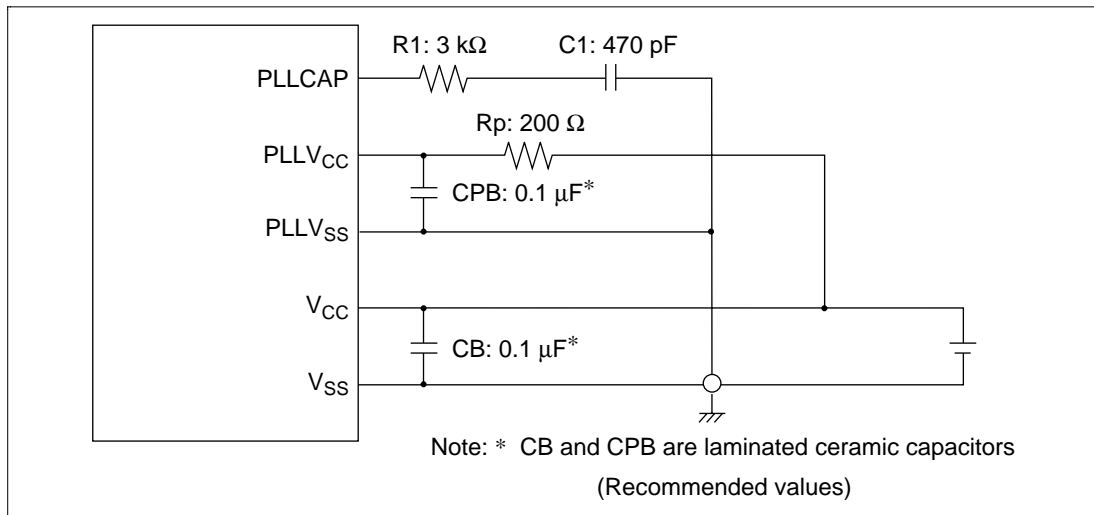 R1: 3 kΩ
C1: 470 pF
PLLCAP
Rp: 200 Ω
PLLVCC
CPB: 0.1 μF*
PLLVSS
VCC
CB: 0.1 μF*
VSS
Note: * CB and CPB are laminated ceramic capacitors
(Recommended values)